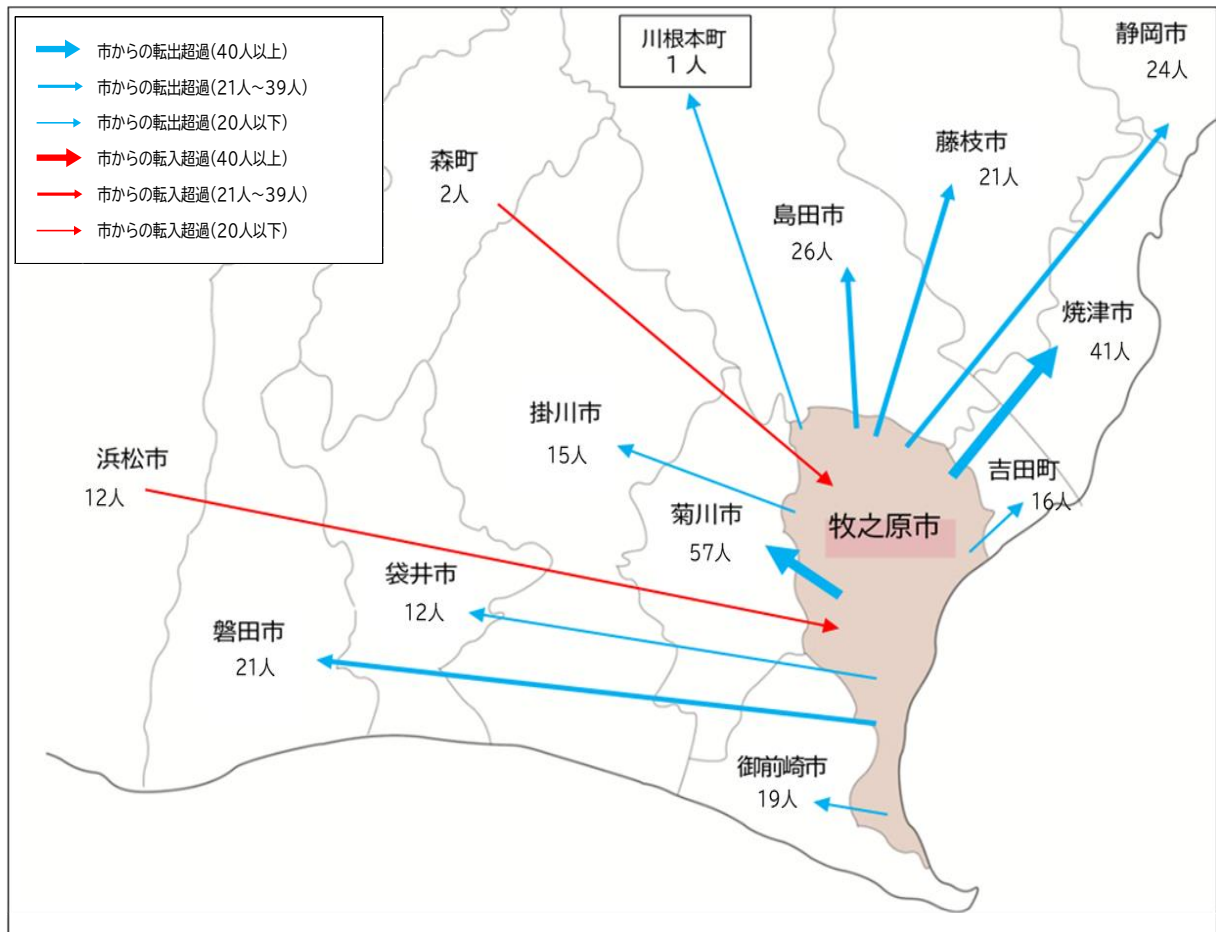 市からの転出超過(40人以上)
市からの転出超過(21人～39人)
市からの転出超過(20人以下)
市からの転入超過(40人以上)
市からの転入超過(21人～39人)
市からの転入超過(20人以下)
川根本町
1人
静岡市
24人
森町
2人
藤枝市
21人
島田市
26人
焼津市
41人
掛川市
15人
浜松市
12人
吉田町
16人
菊川市
57人
牧之原市
袋井市
12人
磐田市
21人
御前崎市
19人